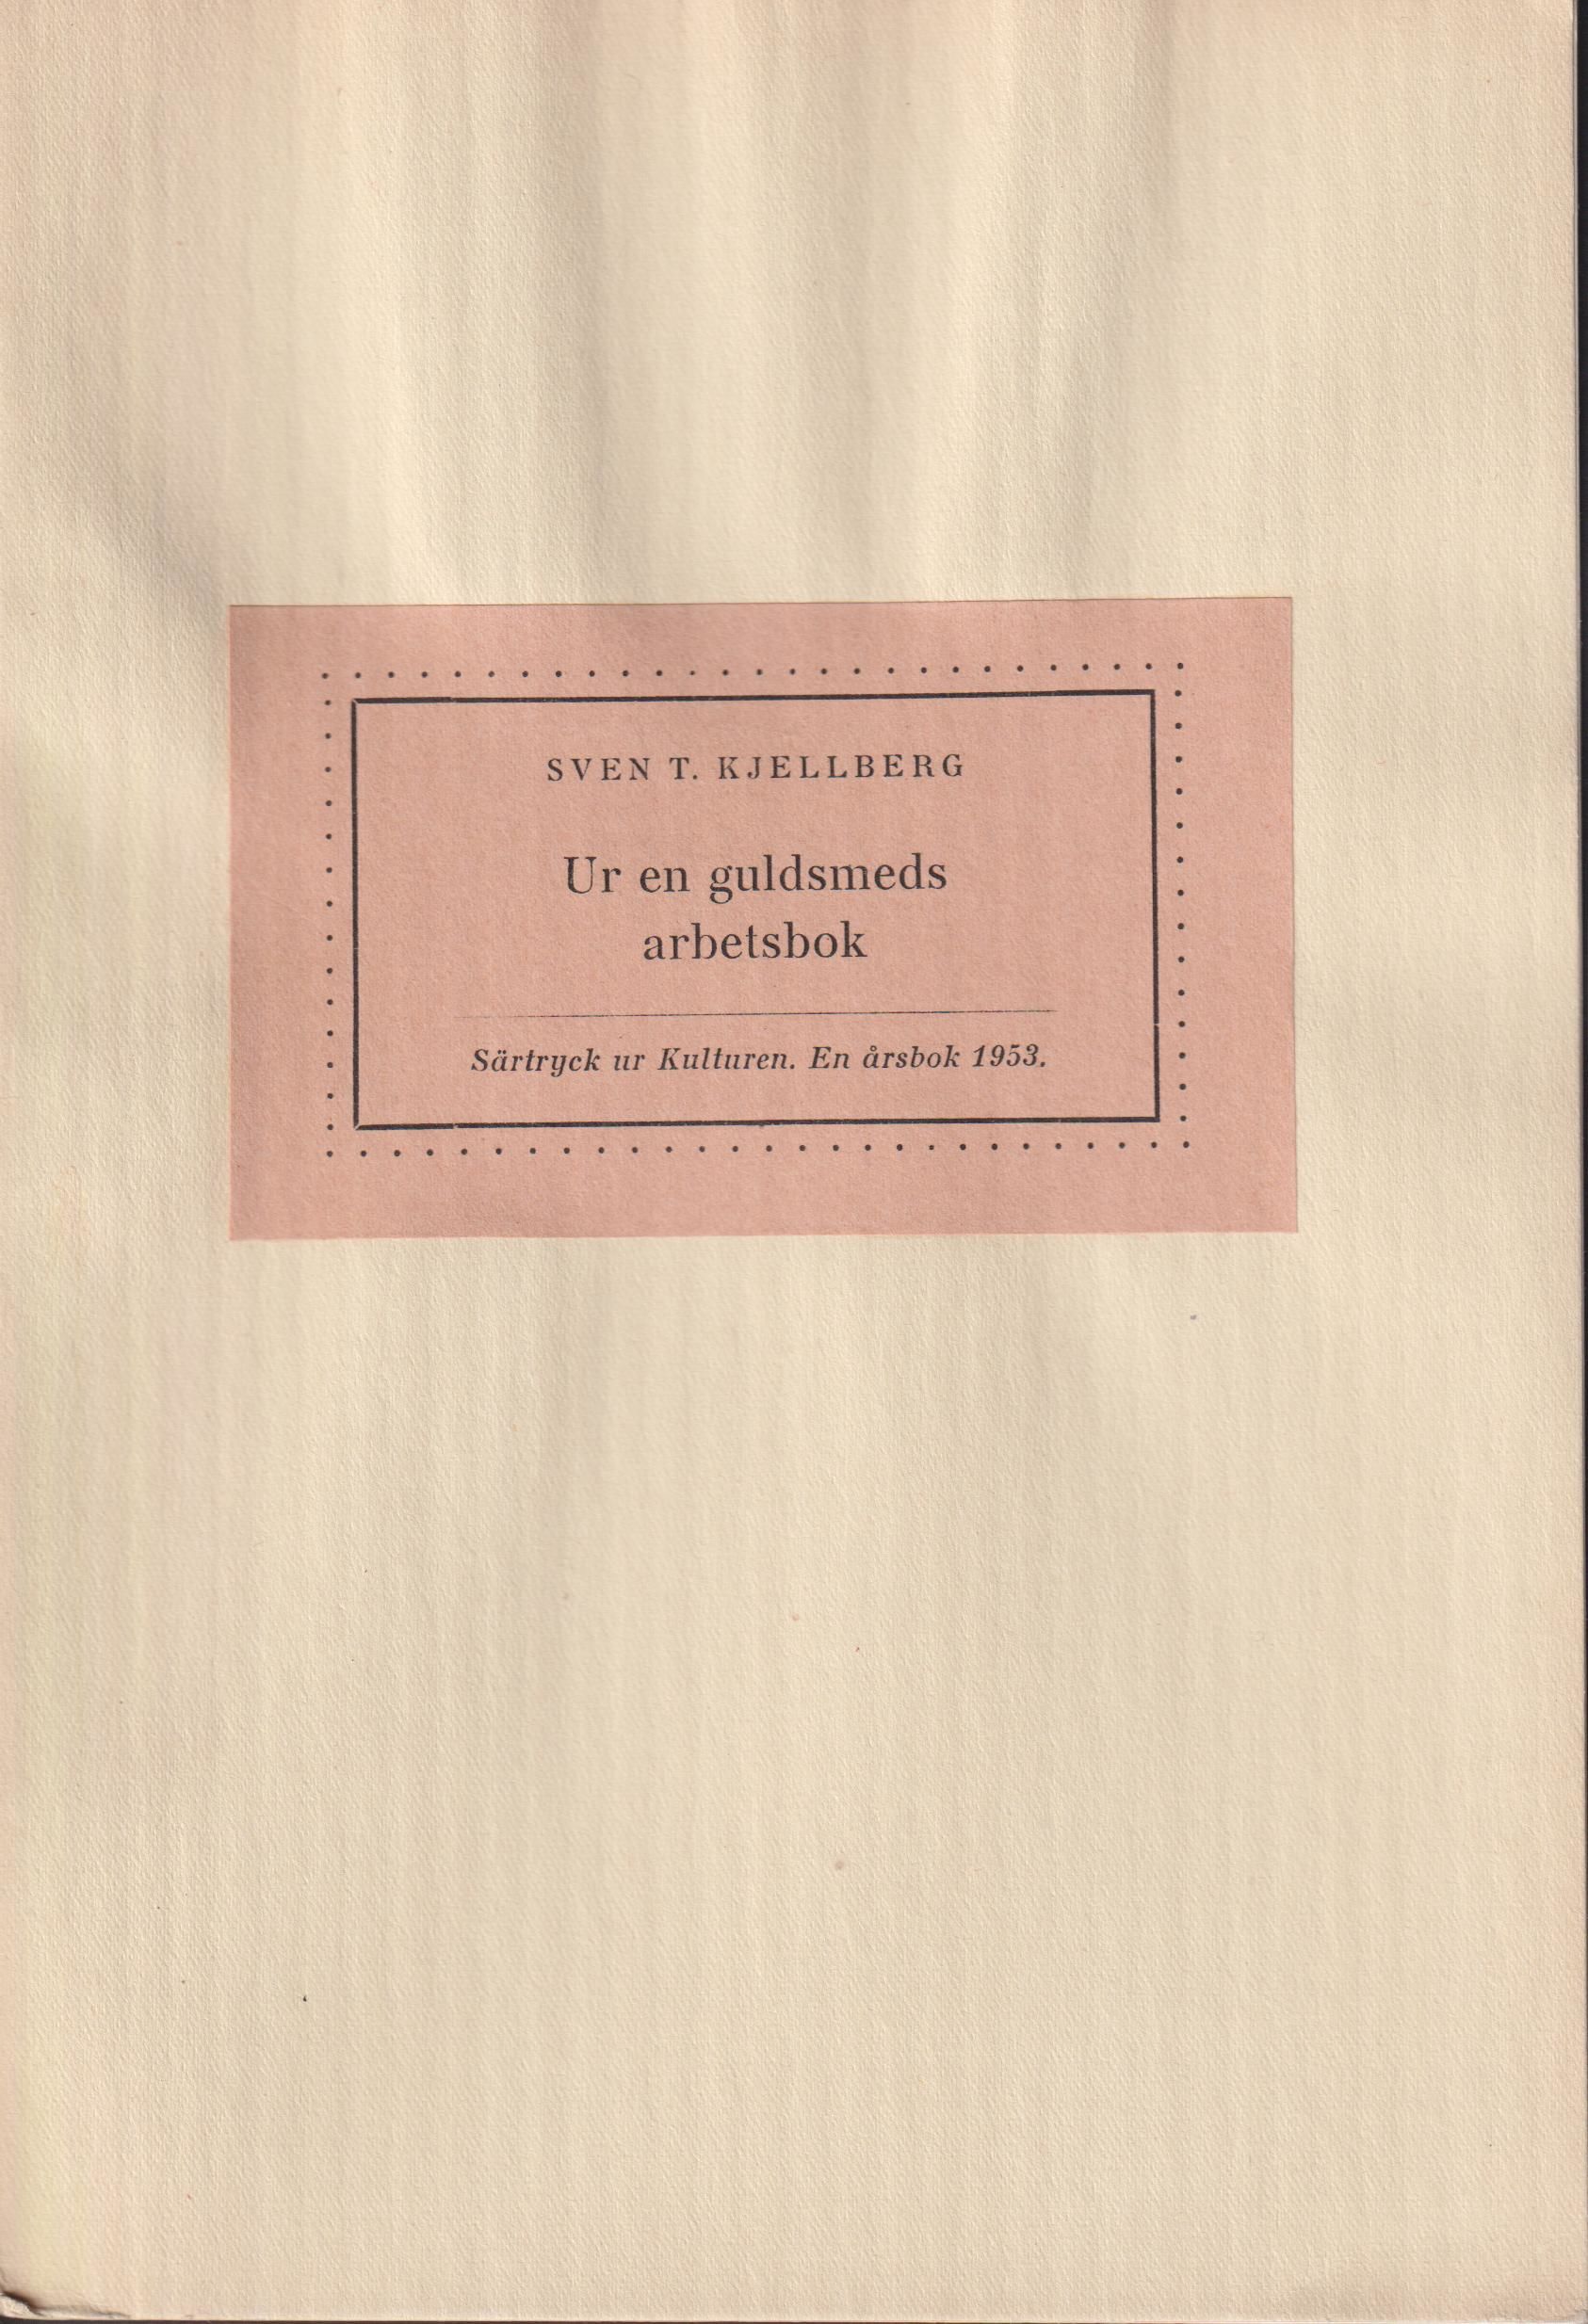 SVEN T. KJELLBERG
Ur en guldsmeds
arbetsbok
Särtryck ur Kulturen. En årsbok 1953.